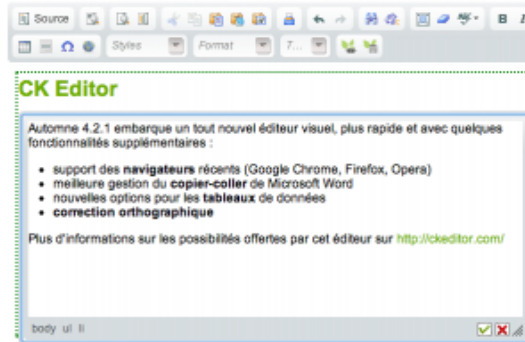 Source
Styles Format 7...
CK Editor
Automne 4.2.1 embarque un tout nouvel éditeur visuel, plus rapide et avec quelques
fonctionnalités supplémentaires :
support des navigateurs récents (Google Chrome, Firefox, Opera)
meilleure gestion du copier-coller de Microsoft Word
nouvelles options pour les tableaux de données
correction orthographique
Plus d'informations sur les possibilités offertes par cet éditeur sur http://ckeditor.com/
body ul li